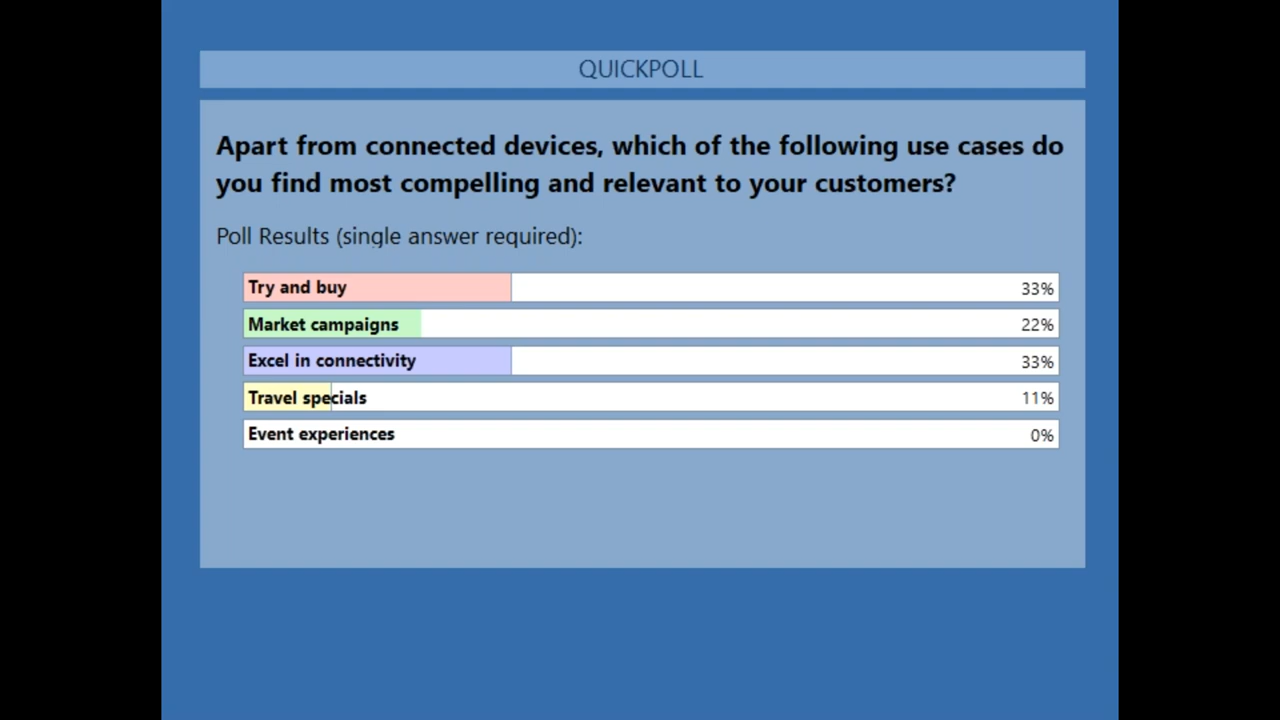 QUICKPOLL
Apart from connected devices, which of the following use cases do
you find most compelling and relevant to your customers?
Poll Results (single answer required):
Try and buy 33%
Market campaigns 22%
Excel in connectivity 33%
Travel specials 11%
Event experiences 0%